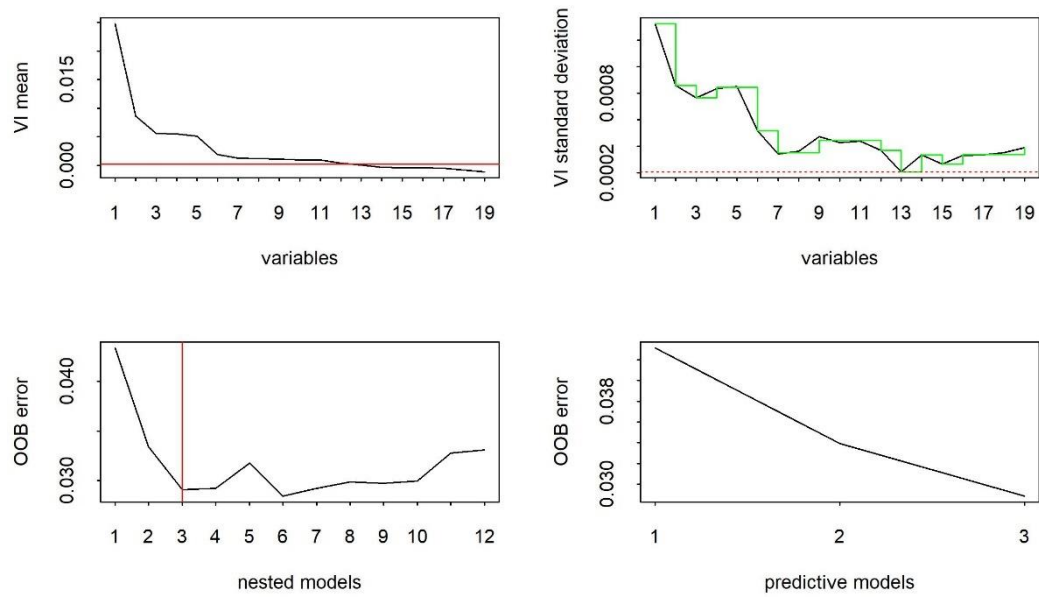 VI mean
0.000 0.015
1 3 5 7 9 11 13 15 17 19
variables
VI standard deviation
0.0002 0.0008
1 3 5 7 9 11 13 15 17 19
variables
OOB error
0.030 0.040
1 2 3 4 5 6 7 8 9 10 12
nested models
OOB error
0.030 0.038
1 2 3
predictive models